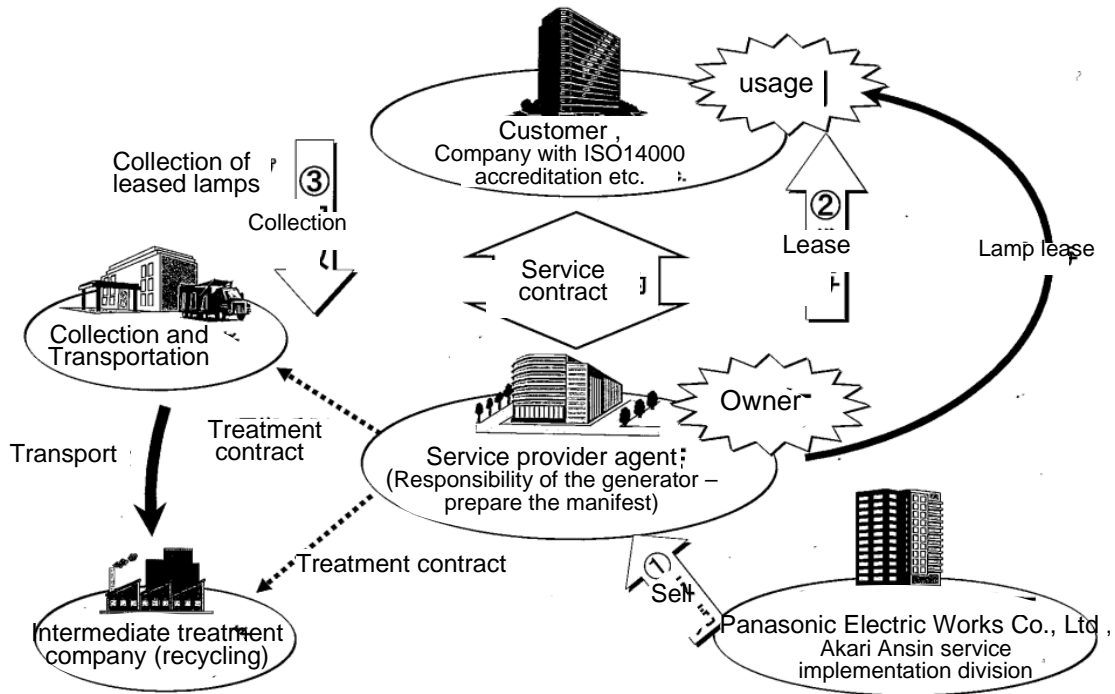 usage
Customer ,
Company with ISO14000
accreditation etc.
Collection of
leased lamps
③
Collection
②
Lease
Lamp lease
Service
contract
Collection and
Transportation
Owner
Treatment
contract
Transport
Service provider agent
(Responsibility of the generator –
prepare the manifest)
Treatment contract
①
Sell
Intermediate treatment
company (recycling)
Panasonic Electric Works Co., Ltd ,
Akari Ansin service
implementation division